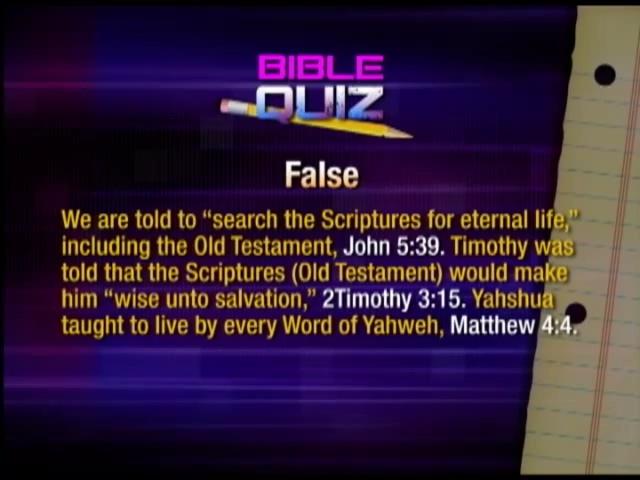 BIBLE
QUIZ
False
We are told to “search the Scriptures for eternal life,”
including the Old Testament, John 5:39. Timothy was
told that the Scriptures (Old Testament) would make
him “wise unto salvation,” 2Timothy 3:15. Yahshua
taught to live by every Word of Yahweh, Matthew 4:4.